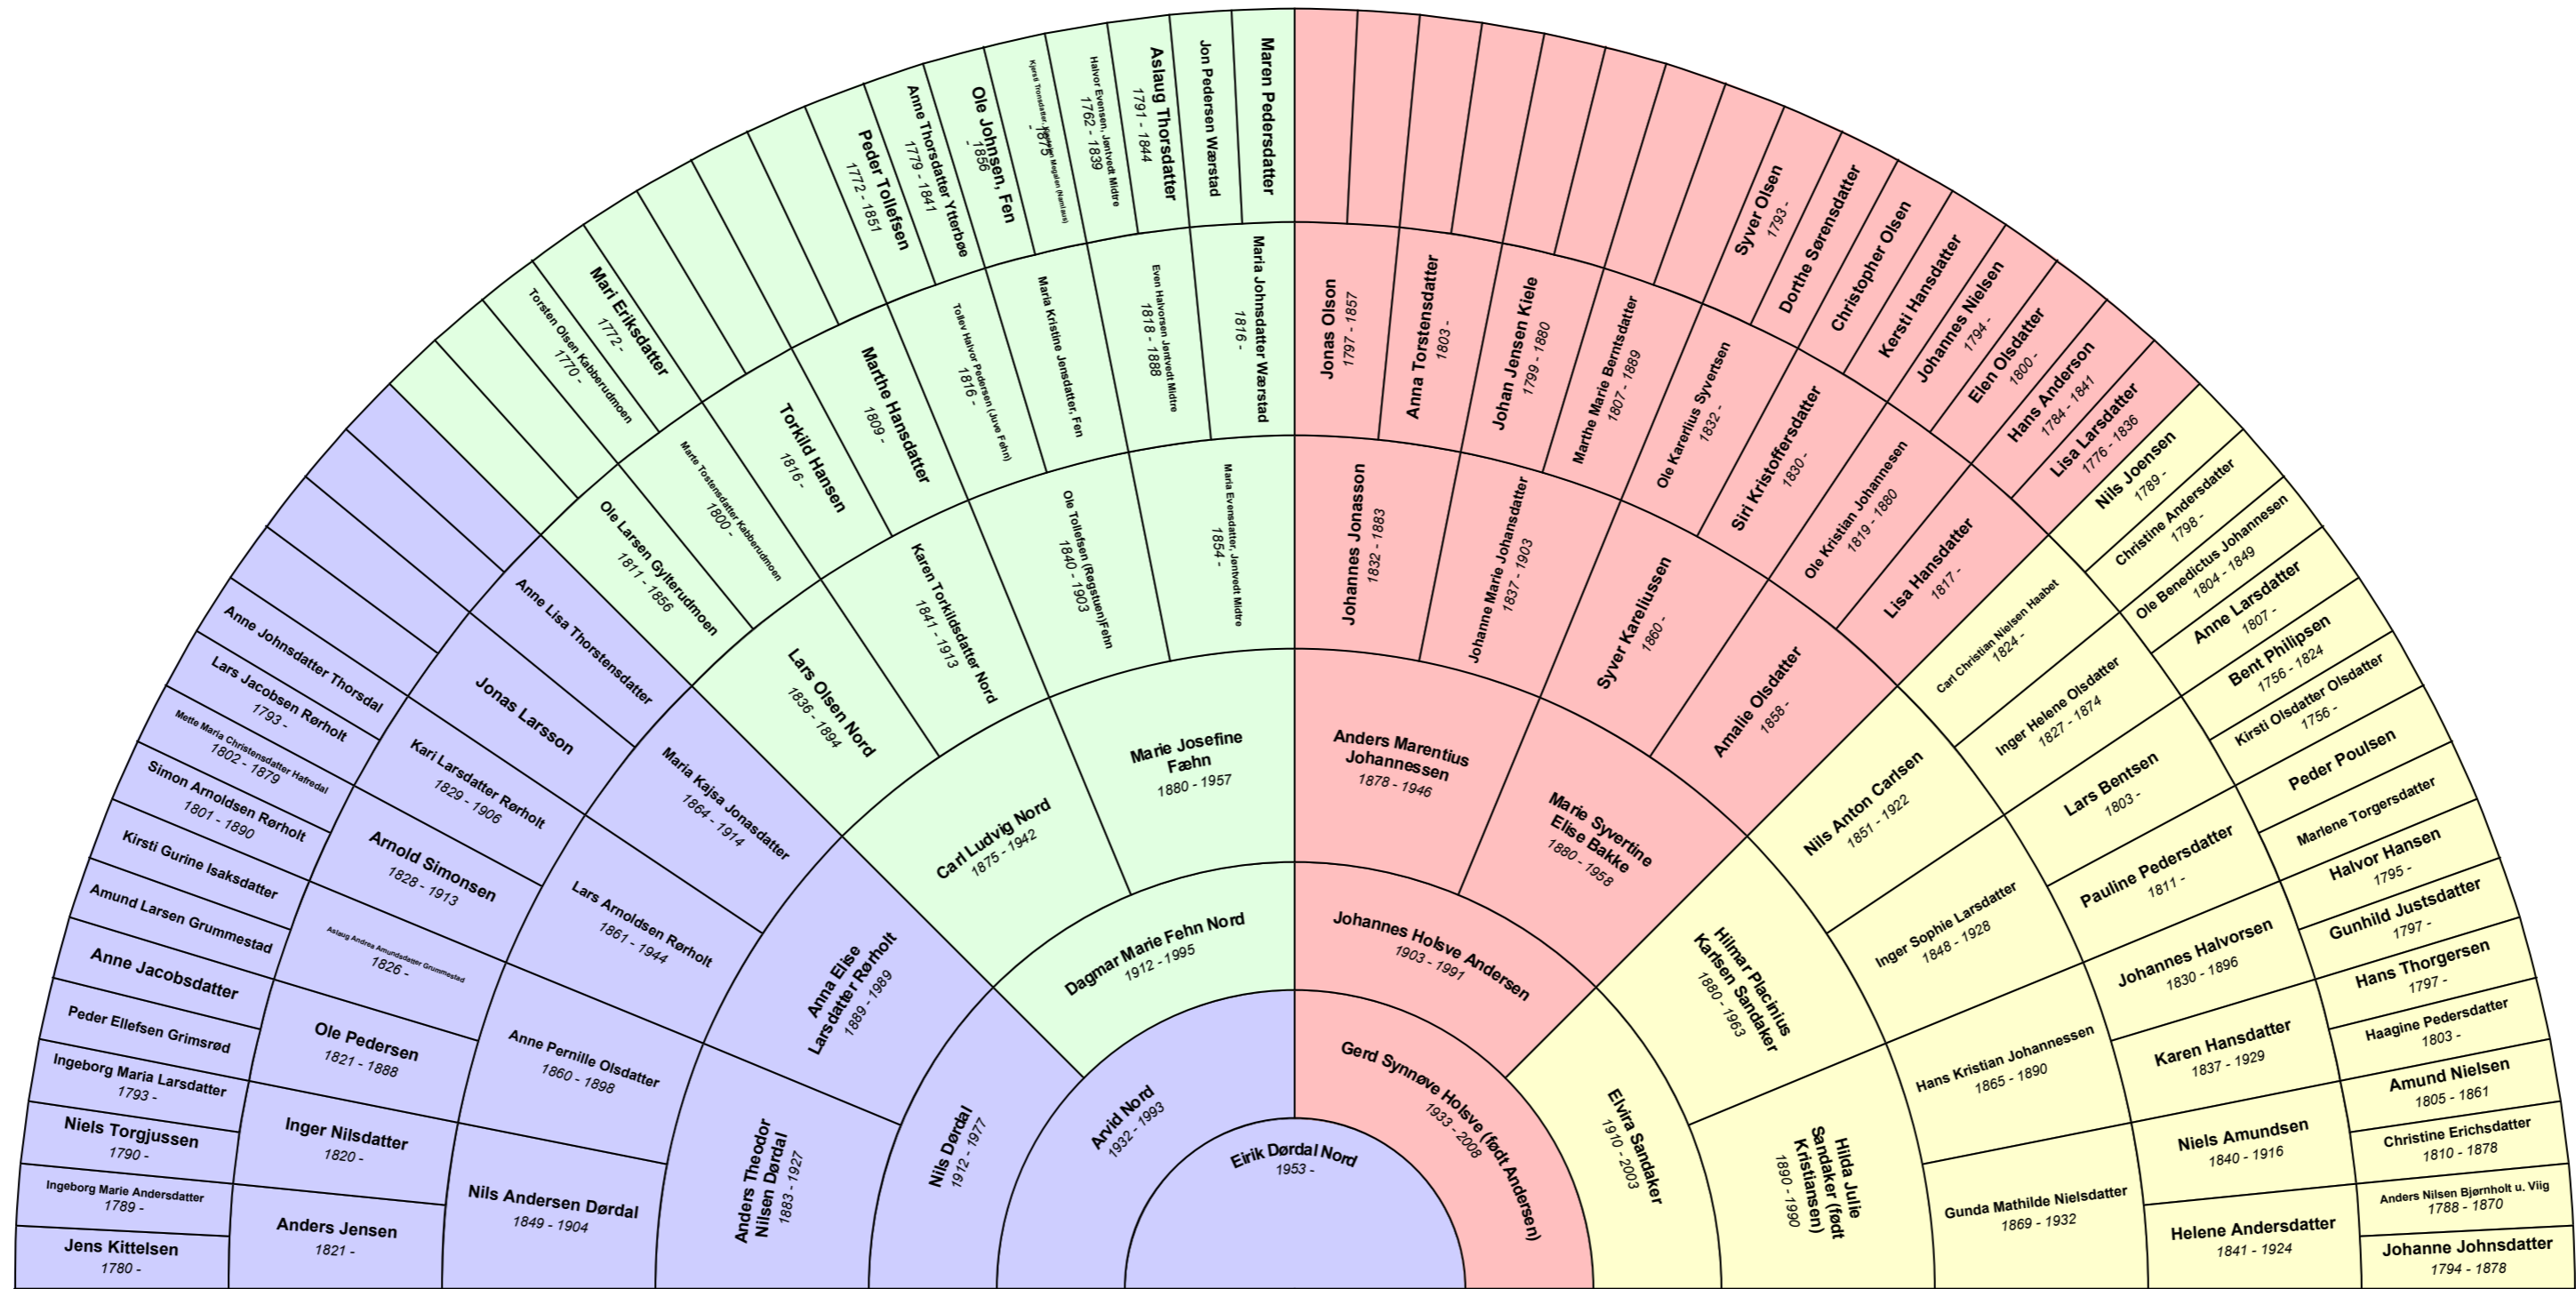 Eirik Dørdal Nord
1953 -
Arvid Nord
1932 - 1993
Gerd Synnøve Holsve (født Andersen)
1933 - 2008
Nils Dørdal
1912 - 1977
Dagmar Marie Fehn Nord
1912 - 1995
Johannes Holsve Andersen
1903 - 1991
Elvira Sandaker
1910 - 2003
Anders Theodor
Nilsen Dørdal
1883 - 1927
Anna Elise
Larsdatter Rørholt
1889 - 1989
Carl Ludvig Nord
1875 - 1942
Marie Josefine
Fæhn
1880 - 1957
Anders Marentius
Johannessen
1878 - 1946
Marie Syvertine
Elise Bakke
1880 - 1958
Hilmar Placinius
Karlsen Sandaker
1880 - 1963
Hilda Julie
Sandaker (født
Kristiansen)
1890 - 1990
Nils Andersen Dørdal
1849 - 1904
Anne Pernille Olsdatter
1860 - 1898
Lars Arnoldsen Rørholt
1861 - 1944
Maria Kajsa Jonasdatter
1864 - 1914
Lars Olsen Nord
1836 - 1894
Karen Torkildsdatter Nord
1841 - 1913
Ole Tollefsen (Røgstuen)Fehn
1840 - 1903
Maria Evensdatter, Jøntvedt Midtre
1854 -
Johannes Jonasson
1832 - 1883
Johanne Marie Johansdatter
1837 - 1903
Syver Kareliussen
1860 -
Amalie Olsdatter
1858 -
Nils Anton Carlsen
1851 - 1922
Inger Sophie Larsdatter
1848 - 1928
Hans Kristian Johannessen
1865 - 1890
Gunda Mathilde Nielsdatter
1869 - 1932
Anders Jensen
1821 -
Inger Nilsdatter
1820 -
Ole Pedersen
1821 - 1888
Aslaug Andrea Amundsdatter Grummestad
1826 -
Arnold Simonsen
1828 - 1913
Kari Larsdatter Rørholt
1829 - 1906
Jonas Larsson
Anne Lisa Thorstensdatter
Ole Larsen Gylterudmoen
1811 - 1856
Marte Tostensdatter Kabberudmoen
1800 -
Torkild Hansen
1816 -
Marthe Hansdatter
1809 -
Tollev Halvor Pedersen (Juve Fehn)
1816 -
Maria Kristine Jensdatter, Fen
Even Halvorsen Jøntvedt Midtre
1818 - 1888
Maria Johnsdatter Wærstad
1816 -
Jonas Olson
1797 - 1857
Anna Torstensdatter
1803 -
Johan Jensen Kiele
1799 - 1880
Marthe Marie Berntsdatter
1807 - 1889
Ole Karerlius Syvertsen
1832 -
Siri Kristoffersdatter
1830 -
Ole Kristian Johannesen
1819 - 1880
Lisa Hansdatter
1817 -
Carl Christian Nielsen Haabet
1824 -
Inger Helene Olsdatter
1827 - 1874
Lars Bentsen
1803 -
Pauline Pedersdatter
1811 -
Johannes Halvorsen
1830 - 1896
Karen Hansdatter
1837 - 1929
Niels Amundsen
1840 - 1916
Helene Andersdatter
1841 - 1924
Jens Kittelsen
1780 -
Ingeborg Marie Andersdatter
1789 -
Niels Torgjussen
1790 -
Ingeborg Maria Larsdatter
1793 -
Peder Ellefsen Grimsrød
Anne Jacobsdatter
Amund Larsen Grummestad
Kirsti Gurine Isaksdatter
Simon Arnoldsen Rørholt
1801 - 1890
Mette Maria Christensdatter Hafredal
1802 - 1879
Lars Jacobsen Rørholt
1793 -
Anne Johnsdatter Thorsdal
Torsten Olsen Kabberudmoen
1770 -
Mari Eriksdatter
1772 -
Peder Tollefsen
1772 - 1851
Anne Thorsdatter Ytterbøe
1779 - 1841
Ole Johnsen, Fen
- 1856
Kjersti Tronsdatter,
- 1875
Halvor Evensen, Jøntvedt Midtre
1762 - 1839
Aslaug Thorsdatter
1791 - 1844
Jon Pedersen Wærstad
Maren Pedersdatter
Syver Olsen
1793 -
Dorthe Sørensdatter
Christopher Olsen
Kersti Hansdatter
Johannes Nielsen
1794 -
Elen Olsdatter
1800 -
Hans Anderson
1784 - 1841
Lisa Larsdatter
1776 - 1836
Nils Joensen
1789 -
Christine Andersdatter
1798 -
Ole Benedictus Johannesen
1804 - 1849
Anne Larsdatter
1807 -
Bent Philipsen
1756 - 1824
Kirsti Olsdatter Olsdatter
1756 -
Peder Poulsen
Marlene Torgersdatter
Halvor Hansen
1795 -
Gunhild Justsdatter
1797 -
Hans Thorgersen
1797 -
Haagine Pedersdatter
1803 -
Amund Nielsen
1805 - 1861
Christine Erichsdatter
1810 - 1878
Anders Nilsen Bjørnholt u. Viig
1788 - 1870
Johanne Johnsdatter
1794 - 1878